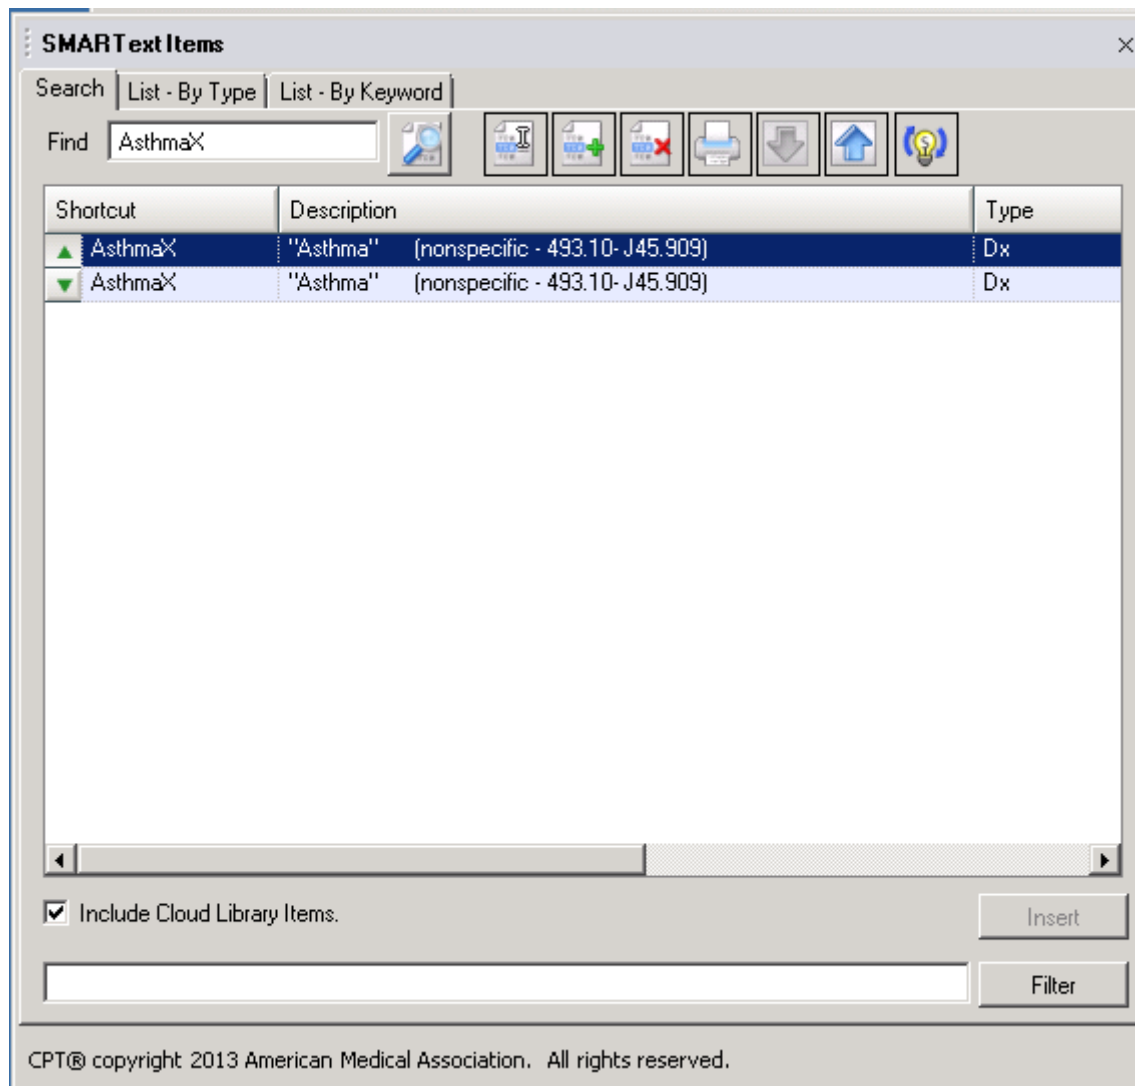 SMARText Items
Search List - By Type List - By Keyword
Find AsthmaX
Shortcut Description Type
AsthmaX "Asthma" (nonspecific - 493.10- J45.909) Dx
AsthmaX "Asthma" (nonspecific - 493.10- J45.909) Dx
Include Cloud Library Items.
Insert
Filter
CPT® copyright 2013 American Medical Association. All rights reserved.